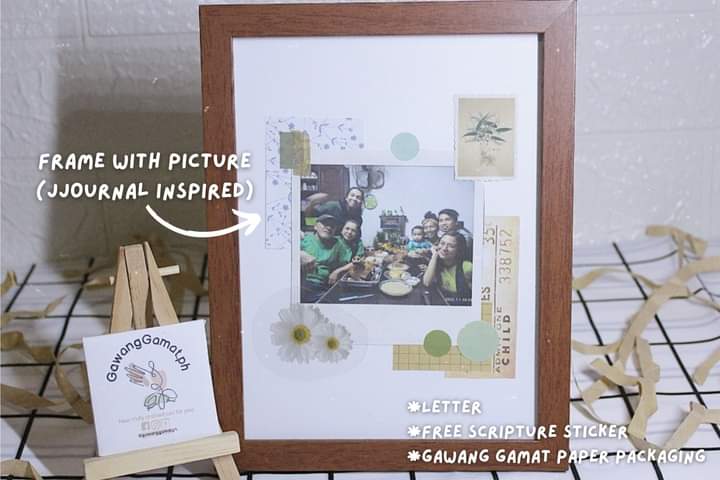 FRAME WITH PICTURE
(JJOURNAL INSPIRED)
35¢
338752
ES
ADMIT ONE
CHILD
GawangGamat.ph
*LETTER
*FREE SCRIPTURE STICKER
*GAWANG GAMAT PAPER PACKAGING